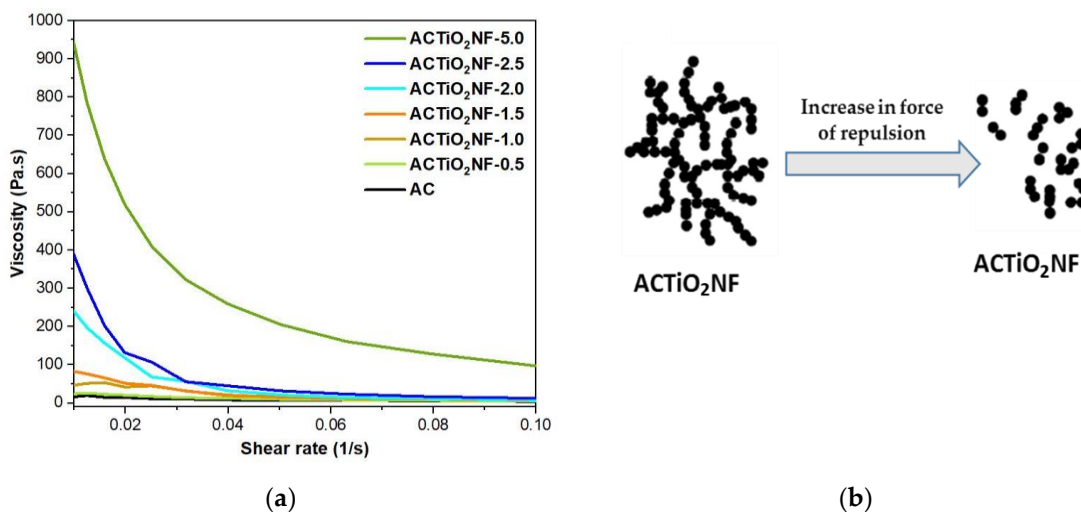 1000
900
800
700
600
500
400
300
200
100
0
Viscosity (Pa.s)
ACTiO₂NF-5.0
ACTiO₂NF-2.5
ACTiO₂NF-2.0
ACTiO₂NF-1.5
ACTiO₂NF-1.0
ACTiO₂NF-0.5
AC
0.02 0.04 0.06 0.08 0.10
Shear rate (1/s)
(a)
Increase in force
of repulsion
ACTiO₂NF
ACTiO₂NF
(b)